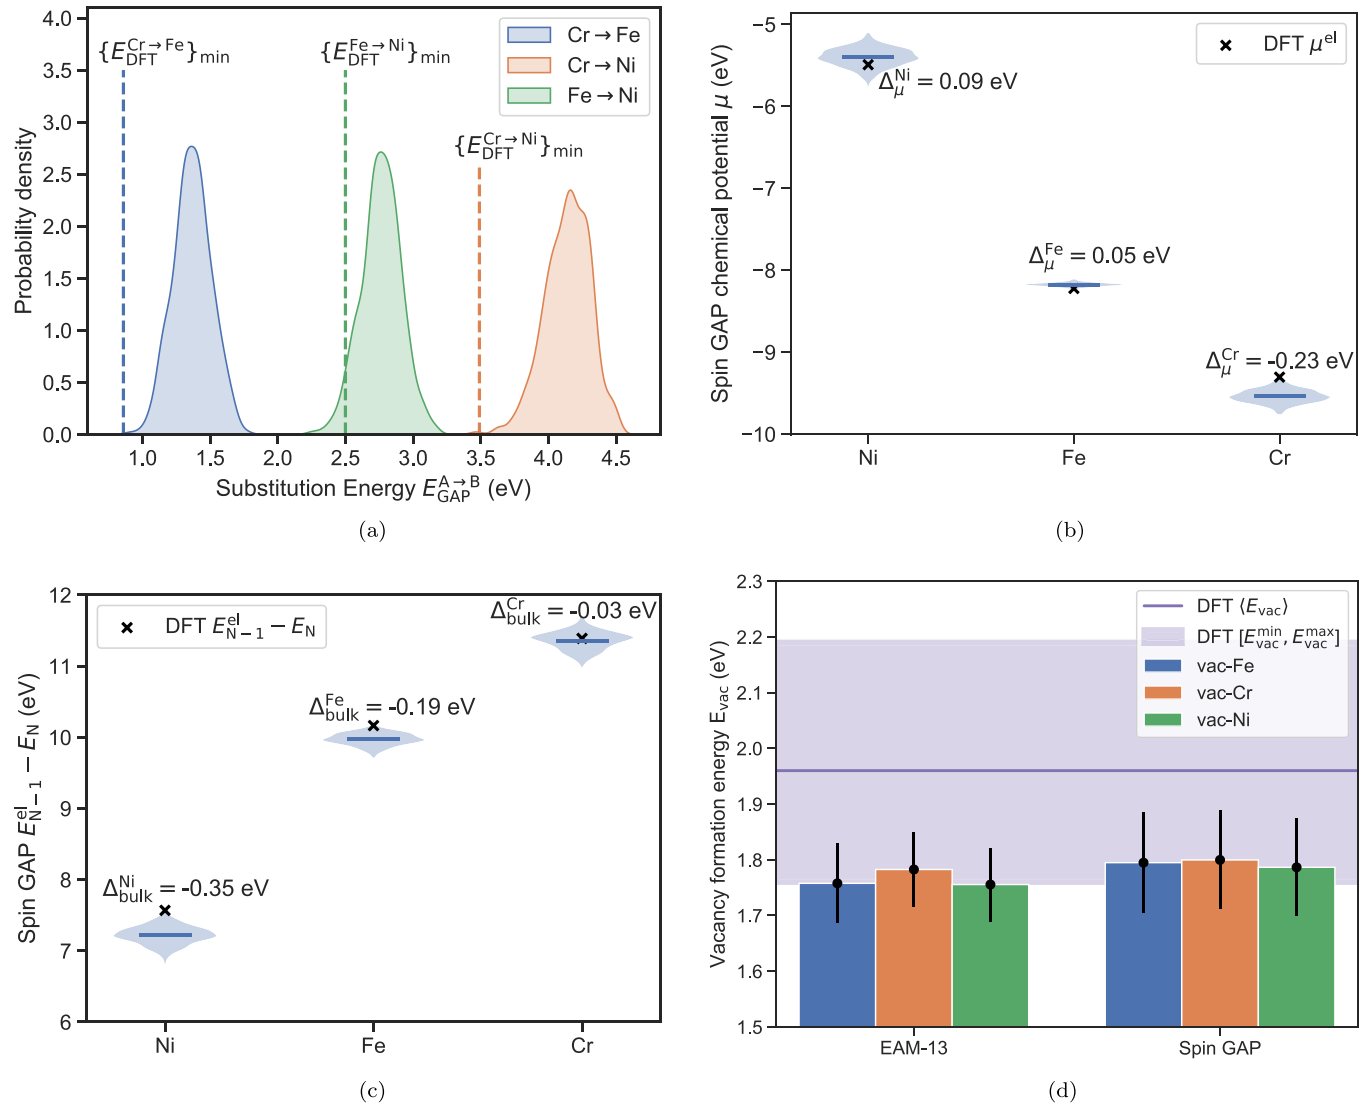 4.0
3.5
3.0
2.5
2.0
1.5
1.0
0.5
0.0
Probability density
{E_DFT^Cr→Fe}_min
{E_DFT^Fe→Ni}_min
{E_DFT^Cr→Ni}_min
Cr→Fe
Cr→Ni
Fe→Ni
1.0 1.5 2.0 2.5 3.0 3.5 4.0 4.5
Substitution Energy E_GAP^A→B (eV)
(a)
−5
−6
−7
−8
−9
−10
Spin GAP chemical potential μ (eV)
DFT μ^el
Δ_μ^Ni = 0.09 eV
Δ_μ^Fe = 0.05 eV
Δ_μ^Cr = -0.23 eV
Ni Fe Cr
(b)
12
11
10
9
8
7
6
Spin GAP E_N−1^el − E_N (eV)
DFT E_N−1^el − E_N
Δ_bulk^Cr = -0.03 eV
Δ_bulk^Fe = -0.19 eV
Δ_bulk^Ni = -0.35 eV
Ni Fe Cr
(c)
2.3
2.2
2.1
2.0
1.9
1.8
1.7
1.6
1.5
Vacancy formation energy E_vac (eV)
DFT ⟨E_vac⟩
DFT [E_vac^min, E_vac^max]
vac-Fe
vac-Cr
vac-Ni
EAM-13 Spin GAP
(d)